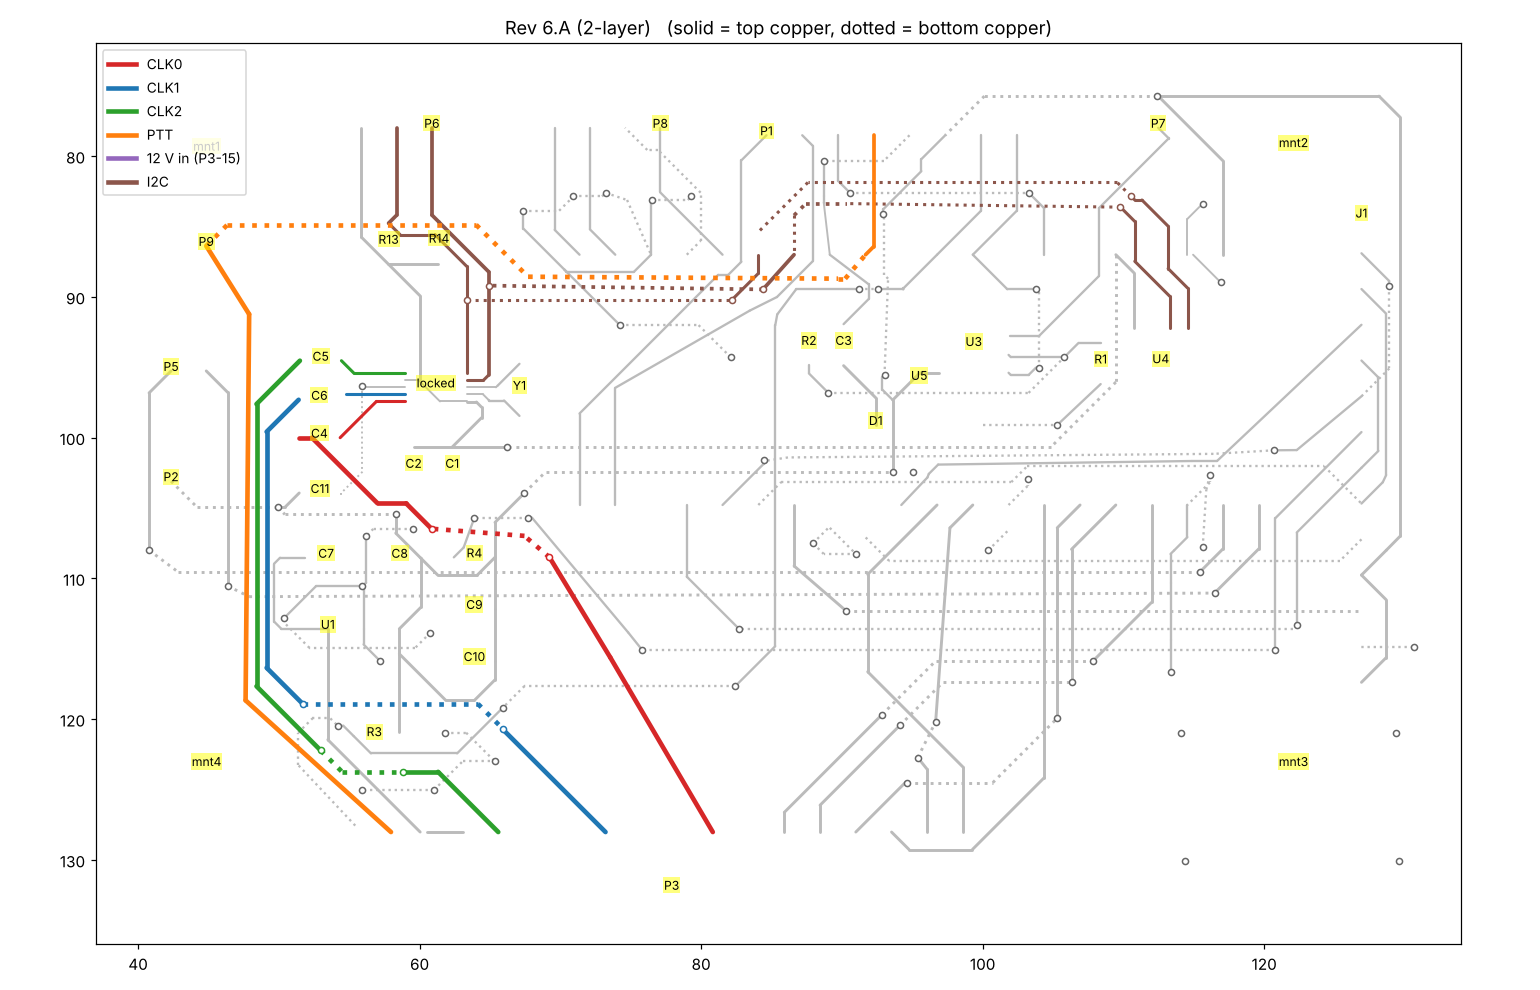 Rev 6.A (2-layer)   (solid = top copper, dotted = bottom copper)
CLK0
CLK1
CLK2
PTT
12 V in (P3-15)
I2C
mnt1
P6
P8
P1
P7
mnt2
80
J1
P9
R13
R14
90
R2
C3
U3
R1
U4
C5
P5
locked
Y1
U5
C6
D1
C4
100
C2
C1
P2
C11
C7
C8
R4
110
C9
U1
C10
120
R3
mnt4
mnt3
130
P3
40
60
80
100
120